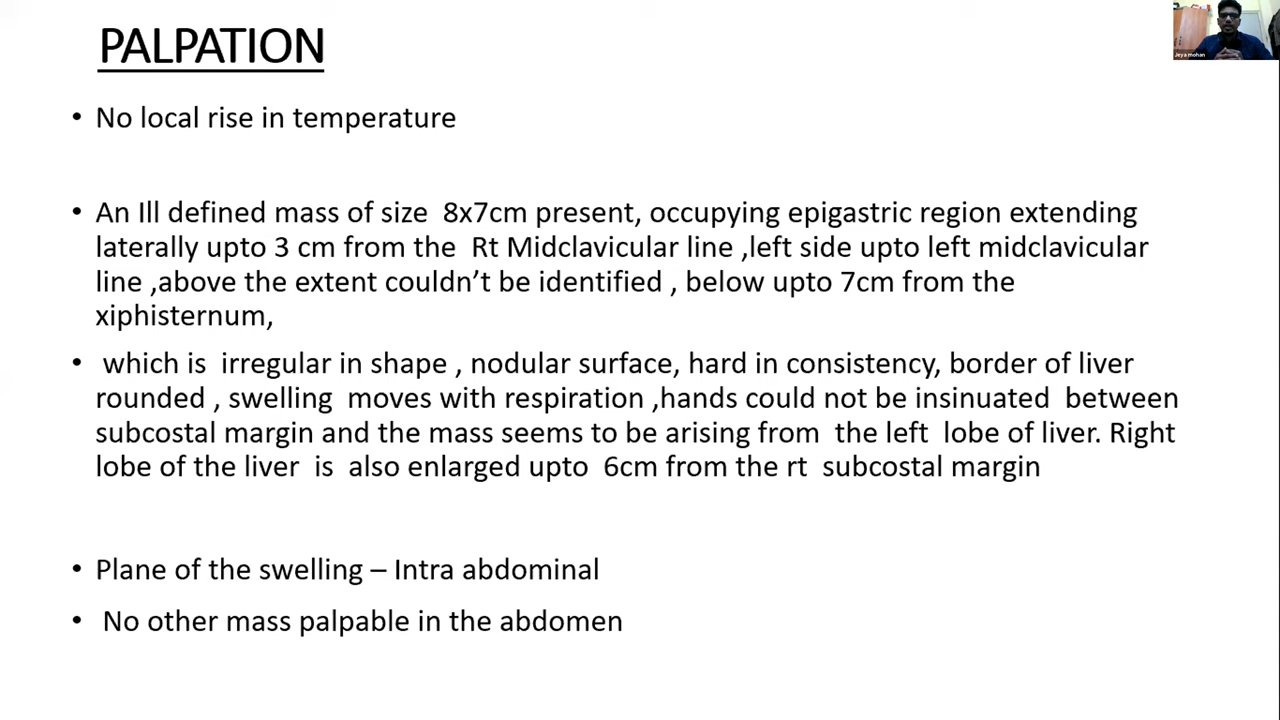 PALPATION
Jeya mohan
• No local rise in temperature
• An Ill defined mass of size 8x7cm present, occupying epigastric region extending
laterally upto 3 cm from the Rt Midclavicular line ,left side upto left midclavicular
line ,above the extent couldn’t be identified , below upto 7cm from the
xiphisternum,
• which is irregular in shape , nodular surface, hard in consistency, border of liver
rounded , swelling moves with respiration ,hands could not be insinuated between
subcostal margin and the mass seems to be arising from the left lobe of liver. Right
lobe of the liver is also enlarged upto 6cm from the rt subcostal margin
• Plane of the swelling – Intra abdominal
• No other mass palpable in the abdomen